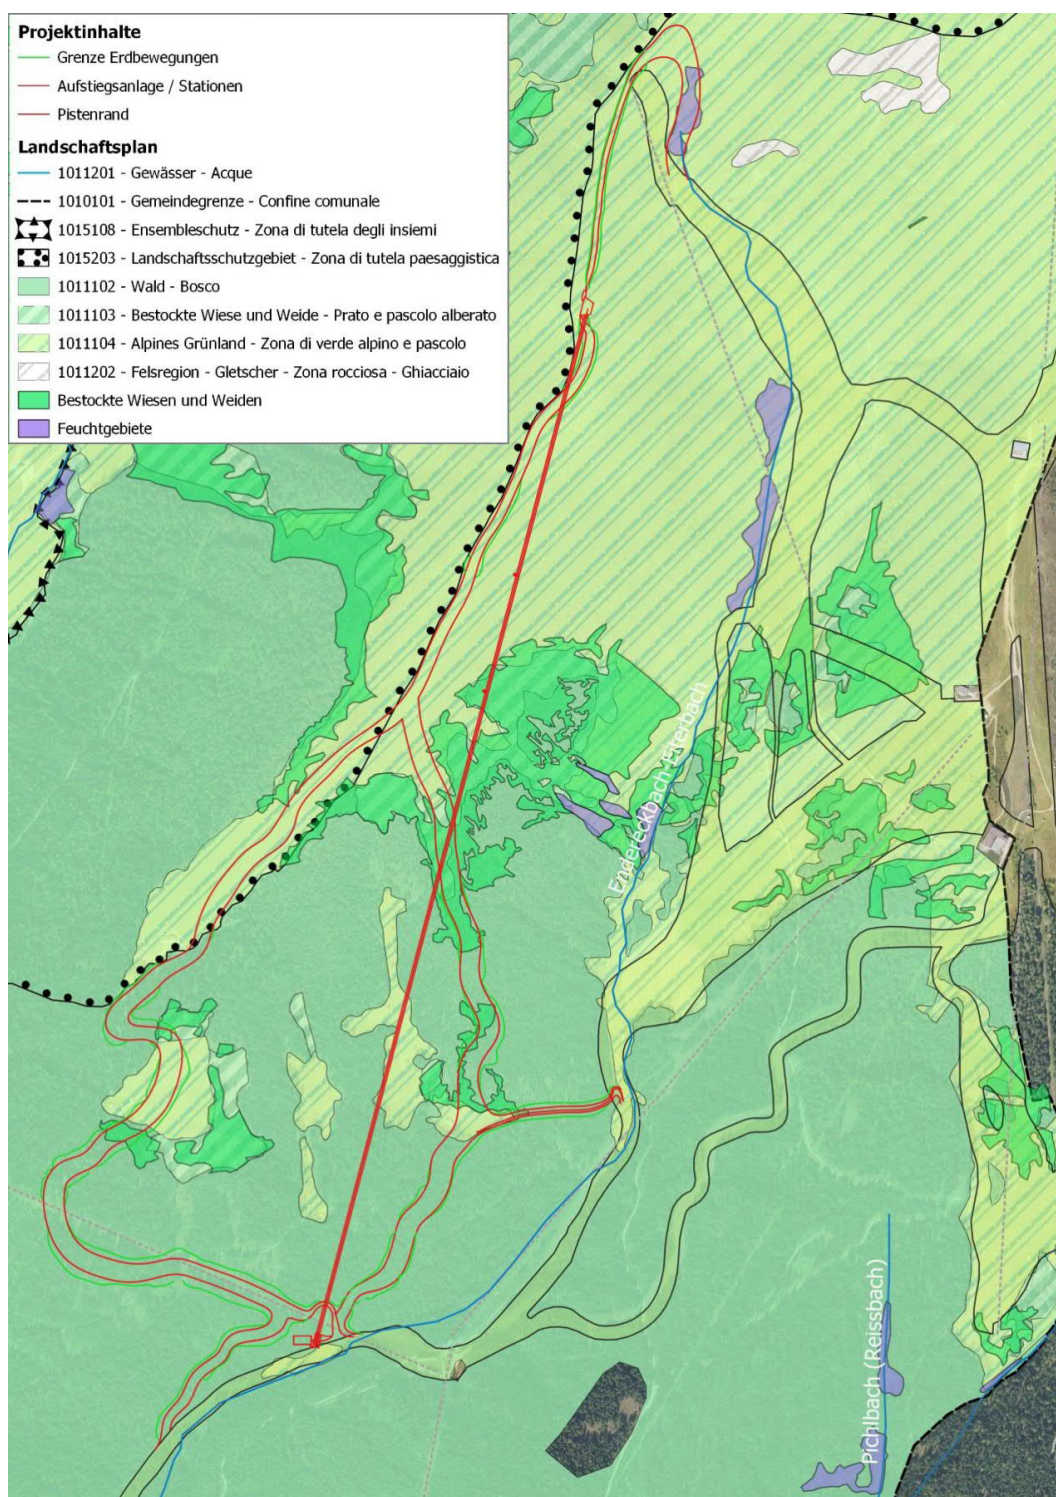 Projektinhalte
Grenze Erdbewegungen
Aufstiegsanlage / Stationen
Pistenrand
Landschaftsplan
1011201 - Gewässer - Acque
1010101 - Gemeindegrenze - Confine comunale
1015108 - Ensembleschutz - Zona di tutela degli insiemi
1015203 - Landschaftsschutzgebiet - Zona di tutela paesaggistica
1011102 - Wald - Bosco
1011103 - Bestockte Wiese und Weide - Prato e pascolo alberato
1011104 - Alpines Grünland - Zona di verde alpino e pascolo
1011202 - Felsregion - Gletscher - Zona rocciosa - Ghiacciaio
Bestockte Wiesen und Weiden
Feuchtgebiete
Endereckbach-Eiterbach
Pichlbach (Reissbach)